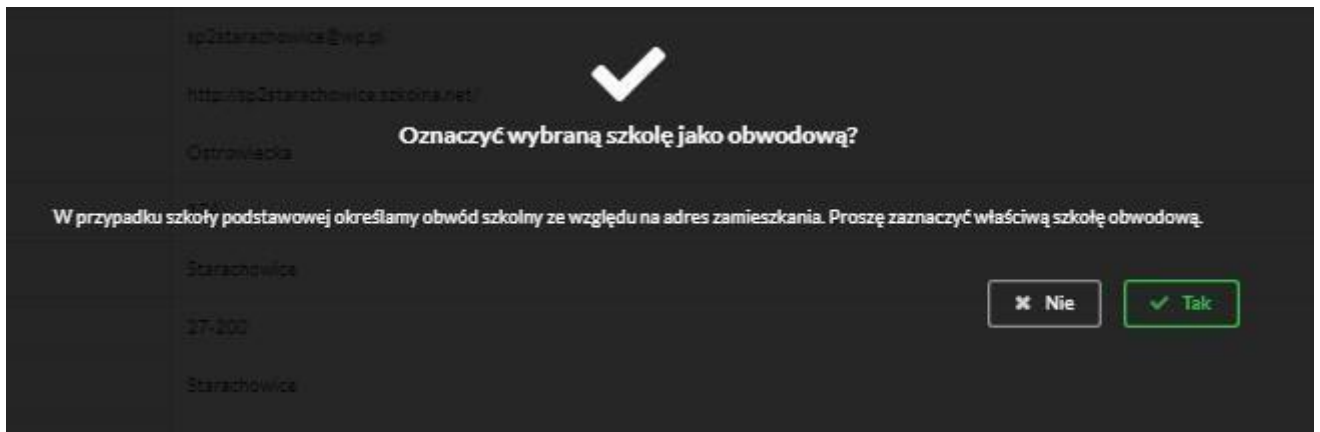 sp2starachowice@wp.pl
http://sp2starachowice.szkolna.net/
Oznaczyć wybraną szkolę jako obwodową?
Ostrowiecka
W przypadku szkoły podstawowej określamy obwód szkolny ze względu na adres zamieszkania. Proszę zaznaczyć właściwą szkołę obwodową.
Starachowice
Nie
Tak
27-200
Starachowice